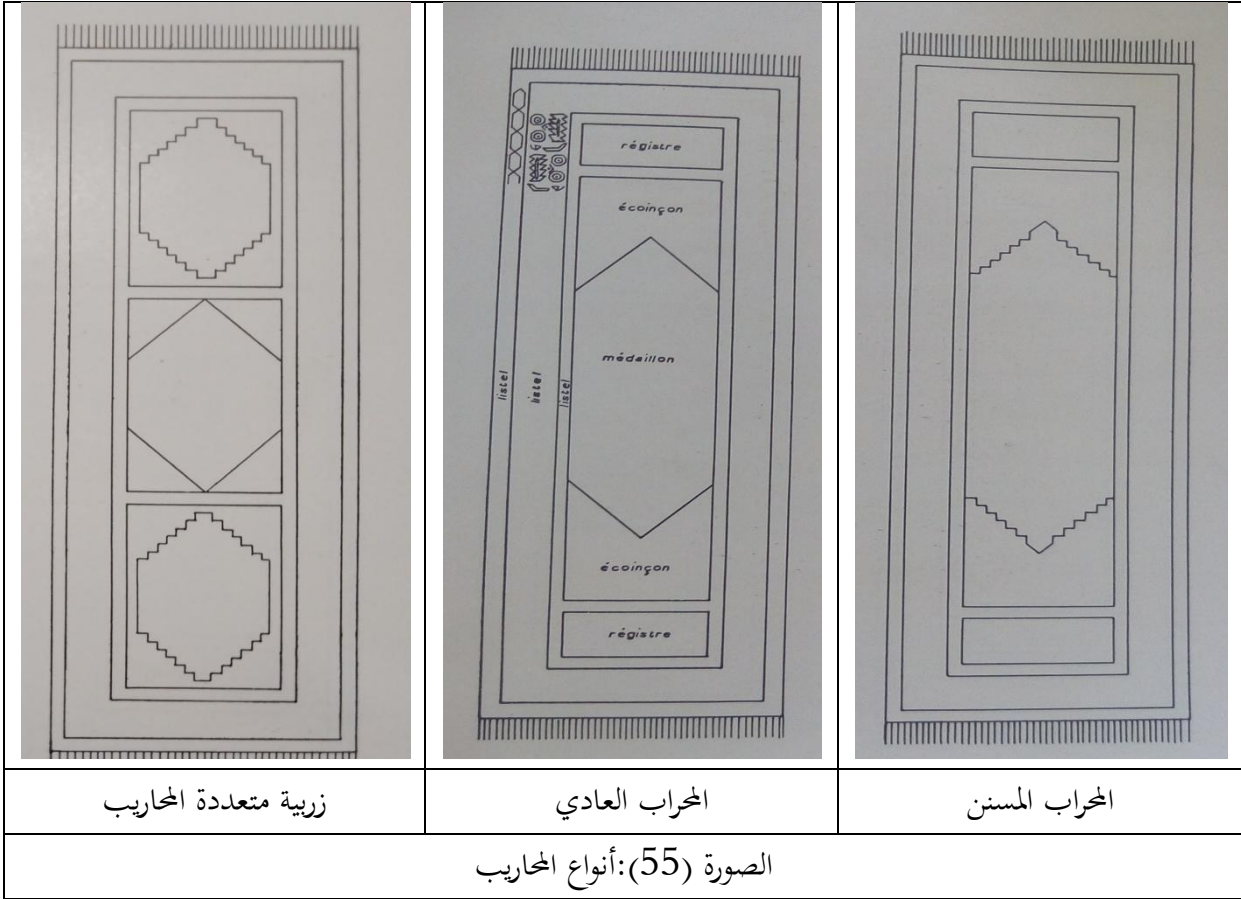 régistre
écoinçon
médaillon
listel
listel
listel
écoinçon
régistre
المحراب المسنن
المحراب العادي
زربية متعددة المحاريب
الصورة (55):أنواع المحاريب